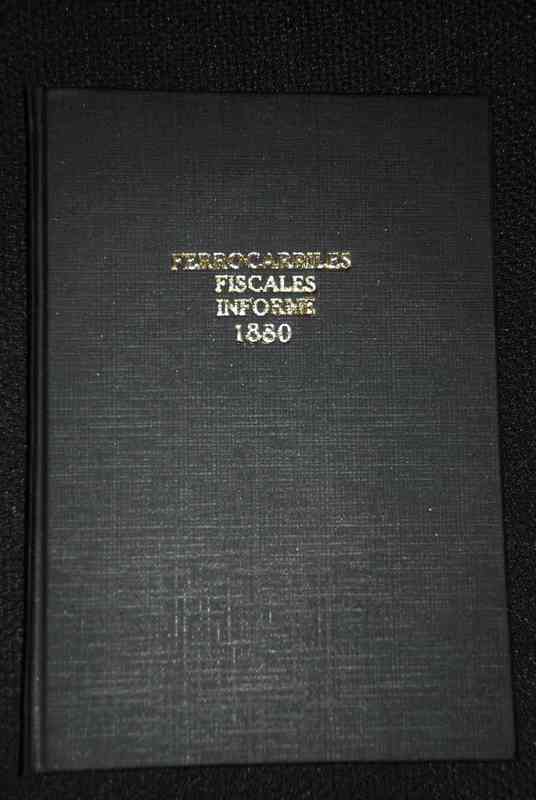 FERROCARRILES
FISCALES
INFORME
1880